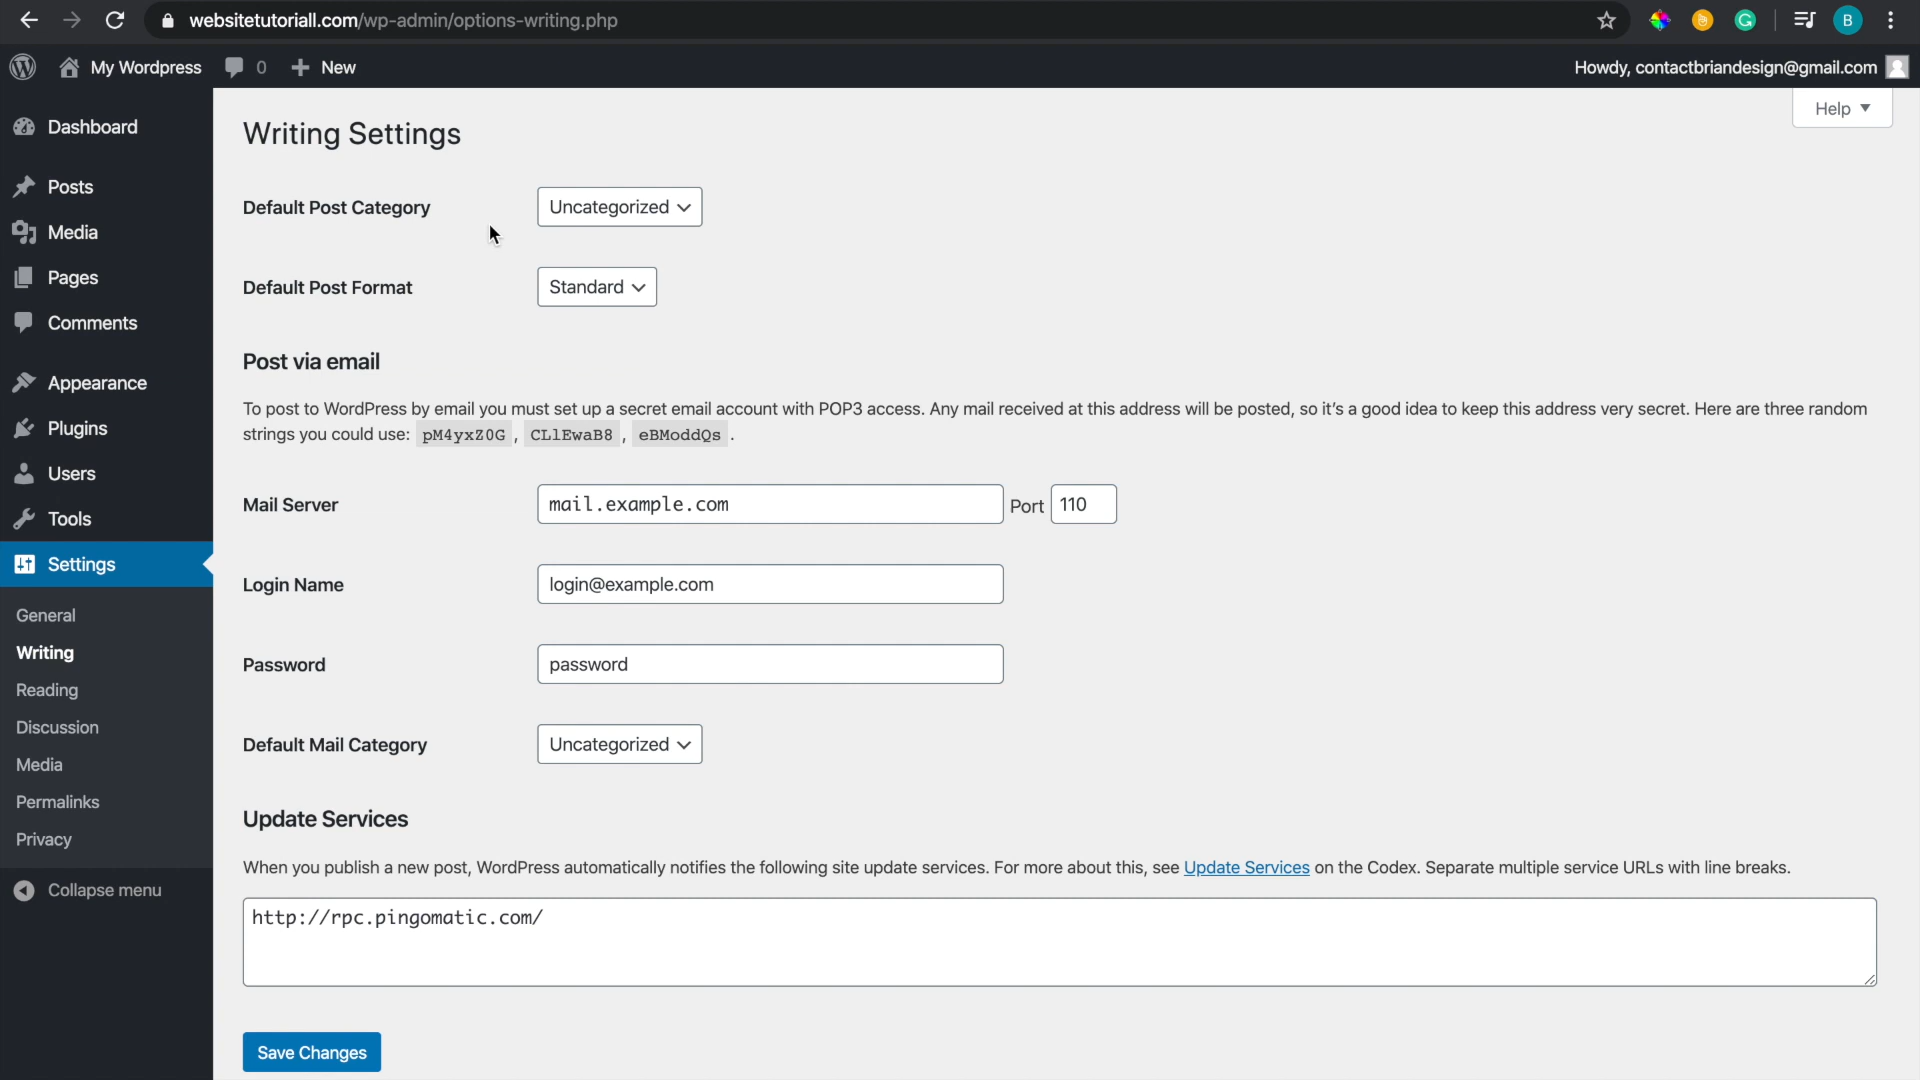 websitetutoriall.com/wp-admin/options-writing.php
B
My Wordpress
0
New
Howdy, contactbriandesign@gmail.com
Help
Dashboard
Posts
Media
Pages
Comments
Appearance
Plugins
Users
Tools
Settings
General
Writing
Reading
Discussion
Media
Permalinks
Privacy
Collapse menu
Writing Settings
Default Post Category
Uncategorized
Default Post Format
Standard
Post via email
To post to WordPress by email you must set up a secret email account with POP3 access. Any mail received at this address will be posted, so it’s a good idea to keep this address very secret. Here are three random
strings you could use: pM4yxZ0G , CLlEwaB8 , eBModdQs .
Mail Server
mail.example.com
Port 110
Login Name
login@example.com
Password
password
Default Mail Category
Uncategorized
Update Services
When you publish a new post, WordPress automatically notifies the following site update services. For more about this, see Update Services on the Codex. Separate multiple service URLs with line breaks.
http://rpc.pingomatic.com/
Save Changes